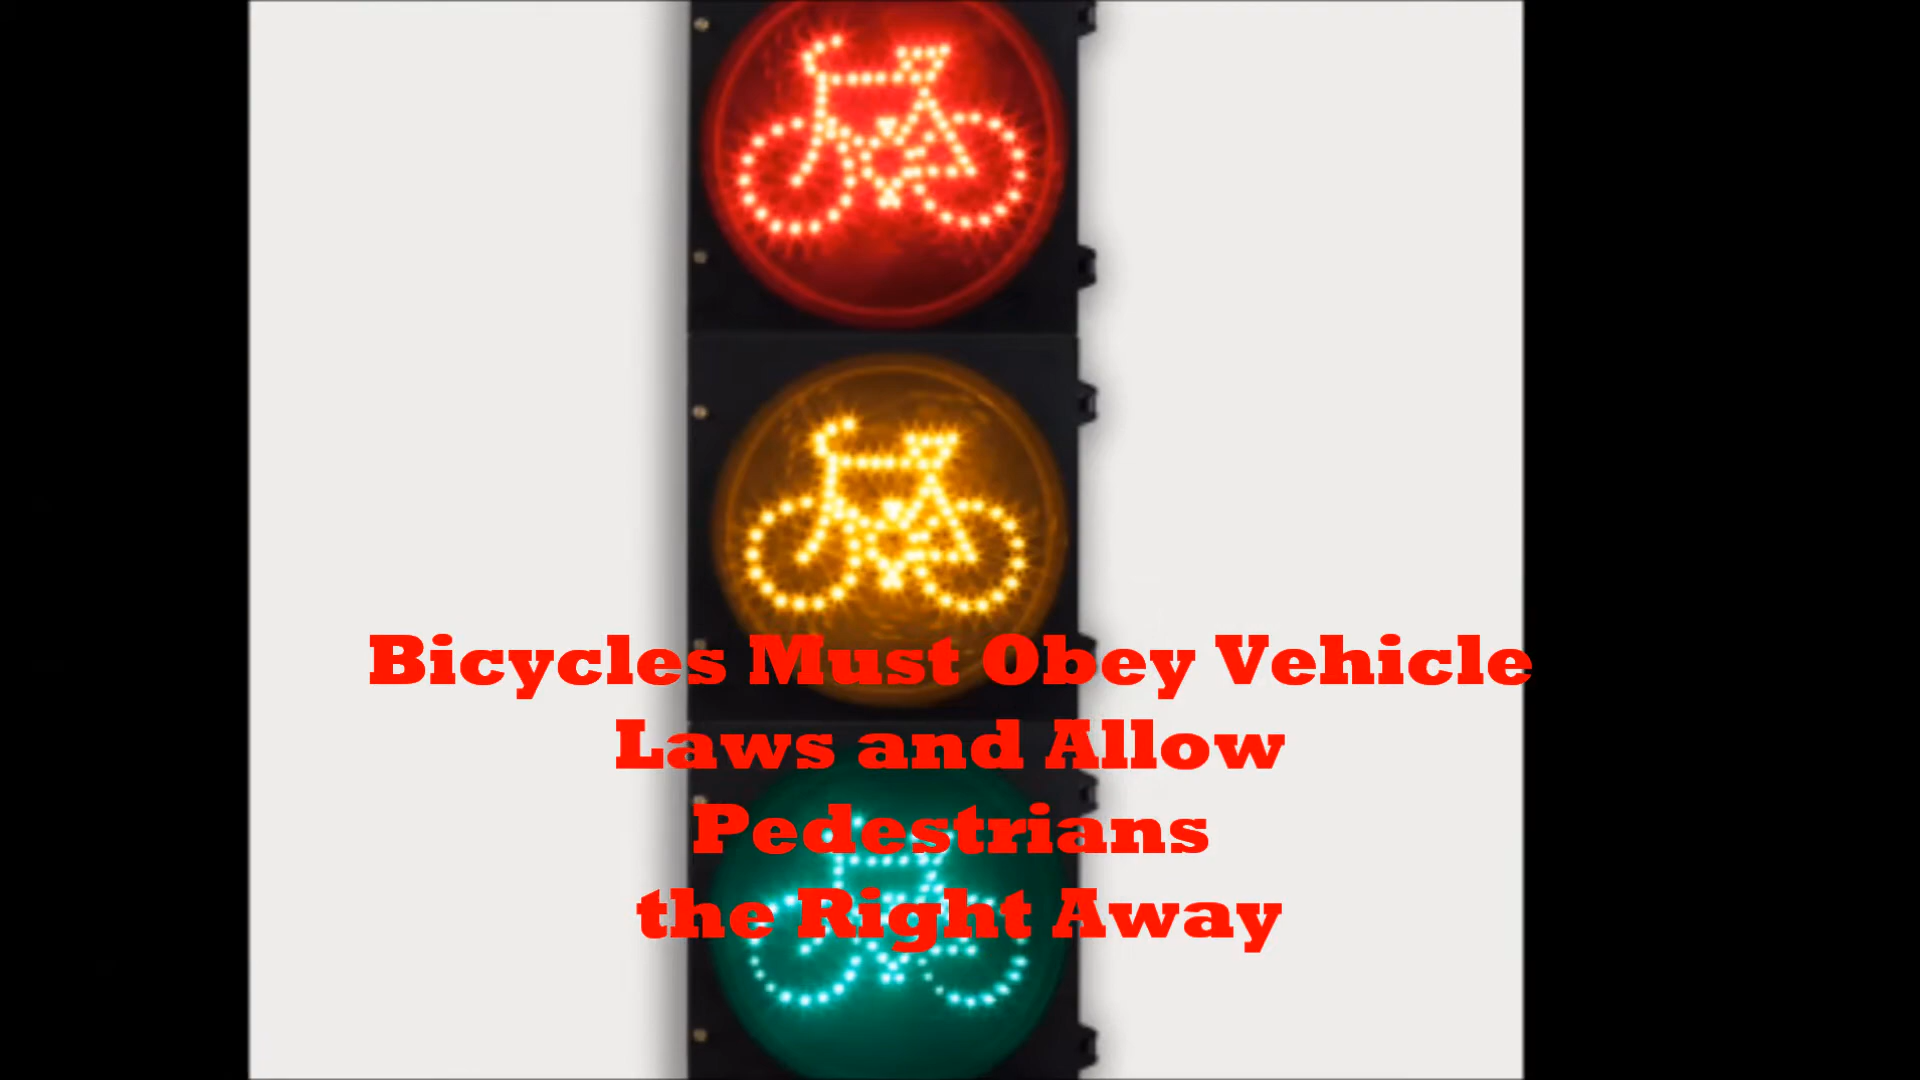 Bicycles Must Obey Vehicle
Laws and Allow
Pedestrians
the Right Away